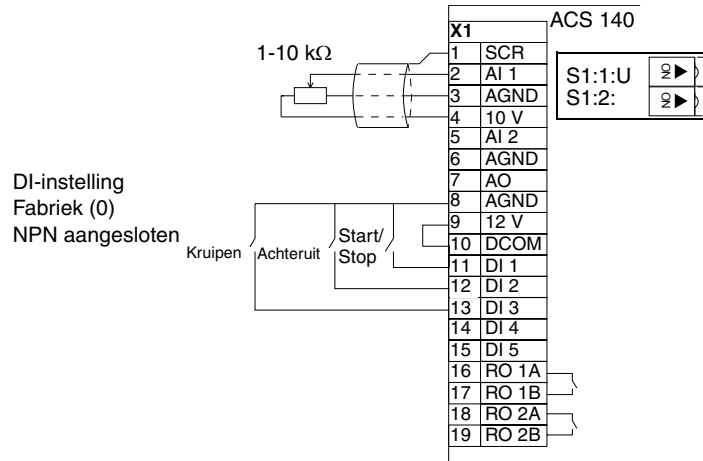 ACS 140
X1
1-10 kΩ
1 SCR
2 AI 1
3 AGND
4 10 V
5 AI 2
6 AGND
7 AO
8 AGND
9 12 V
10 DCOM
11 DI 1
12 DI 2
13 DI 3
14 DI 4
15 DI 5
16 RO 1A
17 RO 1B
18 RO 2A
19 RO 2B
S1:1:U
S1:2:
ON
ON
DI-instelling
Fabriek (0)
NPN aangesloten
Kruipen
Achteruit
Start/
Stop